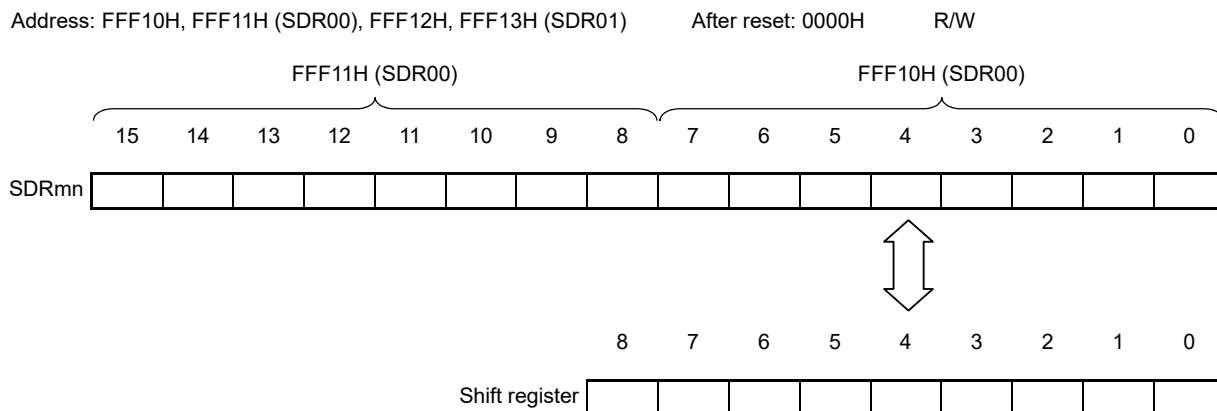 Address: FFF10H, FFF11H (SDR00), FFF12H, FFF13H (SDR01) After reset: 0000H R/W
FFF11H (SDR00) FFF10H (SDR00)
15 14 13 12 11 10 9 8 7 6 5 4 3 2 1 0
SDRmn
8 7 6 5 4 3 2 1 0
Shift register